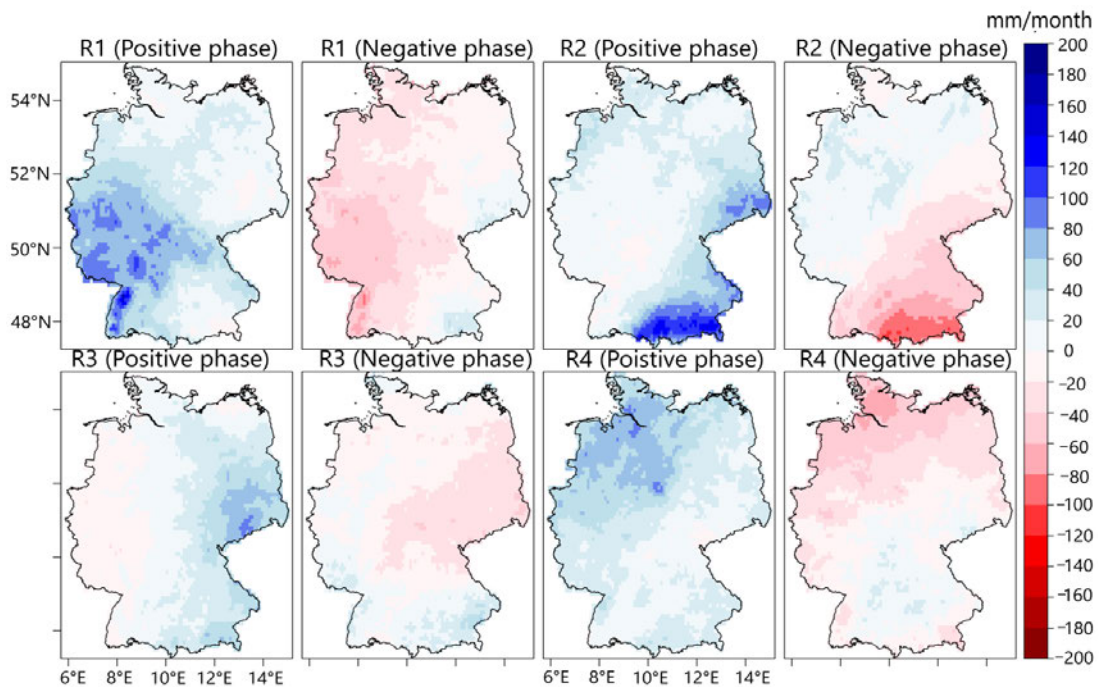 mm/month
R1 (Positive phase) R1 (Negative phase) R2 (Positive phase) R2 (Negative phase)
54°N
52°N
50°N
48°N
R3 (Positive phase) R3 (Negative phase) R4 (Poistive phase) R4 (Negative phase)
6°E 8°E 10°E 12°E 14°E 6°E 8°E 10°E 12°E 14°E
200
180
160
140
120
100
80
60
40
20
0
−20
−40
−60
−80
−100
−120
−140
−160
−180
−200